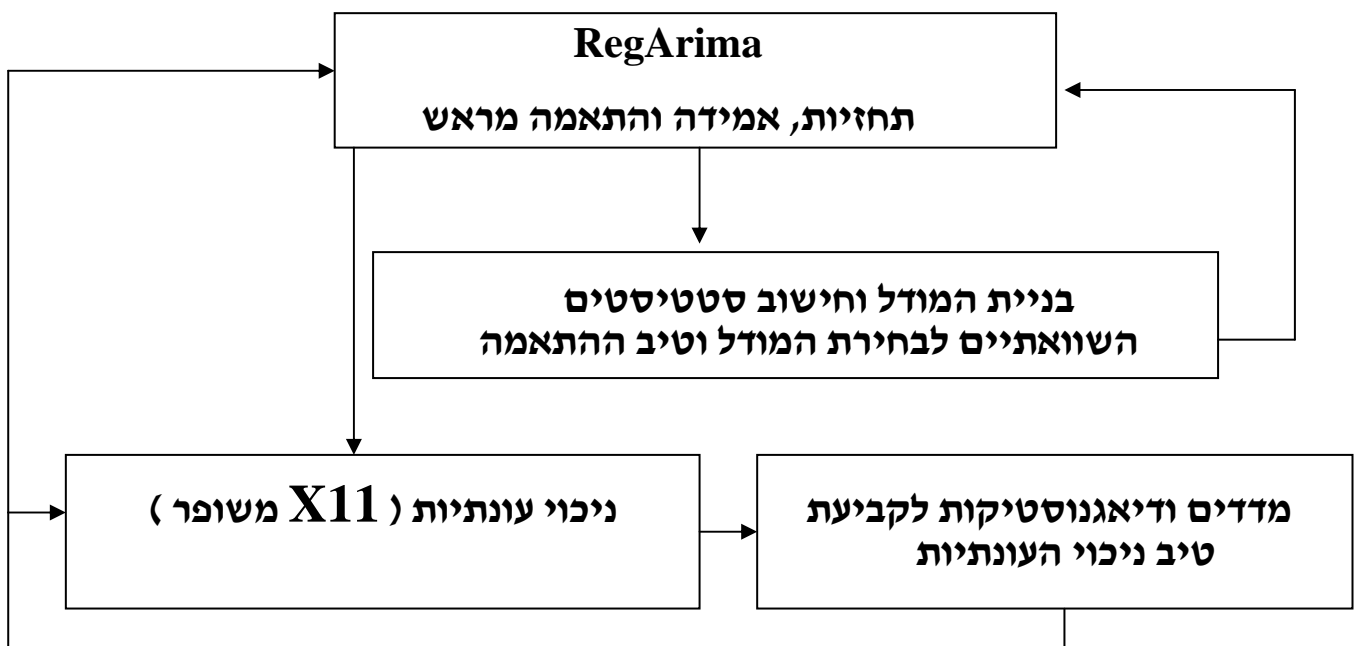 RegArima
תחזיות, אמידה והתאמה מראש
בניית המודל וחישוב סטטיסטים
השוואתיים לבחירת המודל וטיב ההתאמה
ניכוי עונתיות ( X11 משופר )
מדדים ודיאגנוסטיקות לקביעת
טיב ניכוי העונתיות